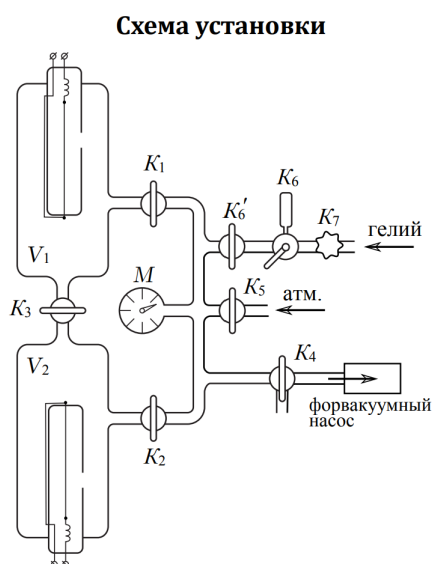 Схема установки
K₁
K₆
K₆′
K₇
гелий
V₁
M
K₅
атм.
K₃
V₂
K₄
форвакуумный
насос
K₂